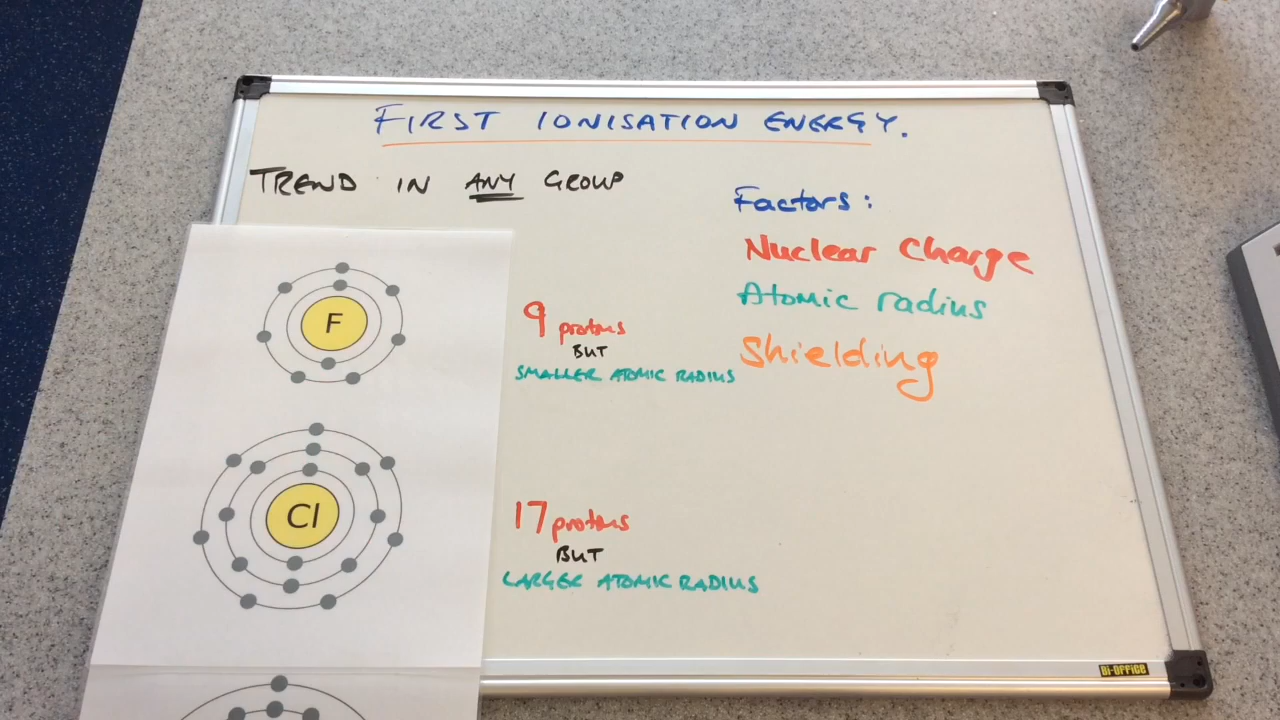 FIRST IONISATION ENERGY.
TREND IN ANY GROUP
Factors:
Nuclear Charge
Atomic radius
Shielding
F
9 protons
BUT
SMALLER ATOMIC RADIUS
Cl
17 protons
BUT
LARGER ATOMIC RADIUS
Bi-OFFICE